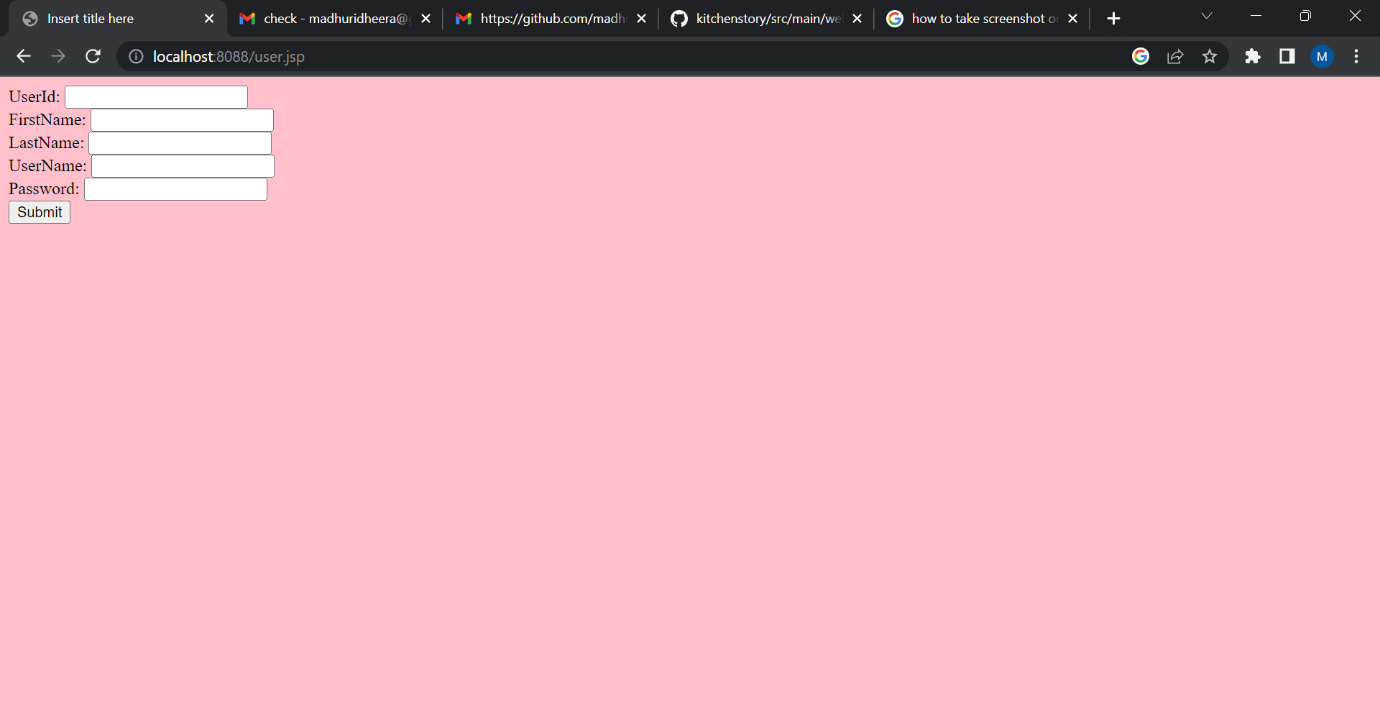 Insert title here
check - madhuridheera@
https://github.com/madh
kitchenstory/src/main/we
how to take screenshot o
localhost:8088/user.jsp
M
UserId:
FirstName:
LastName:
UserName:
Password:
Submit